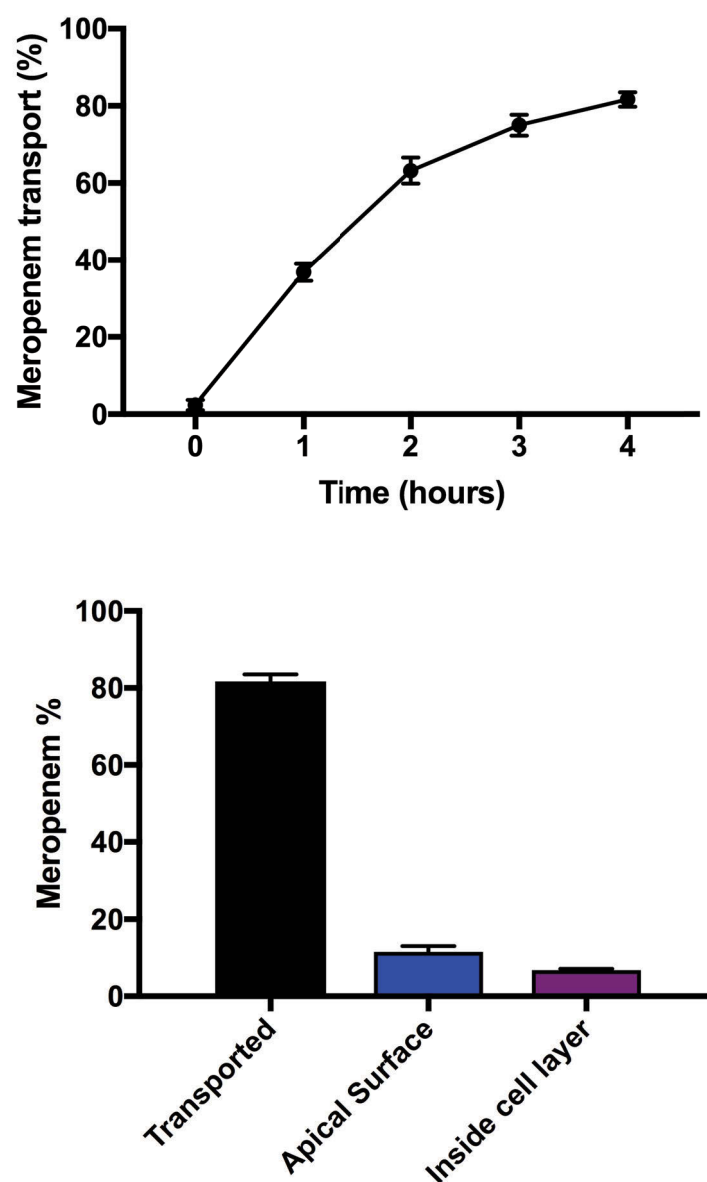 Meropenem transport (%)
100
80
60
40
20
0
0 1 2 3 4
Time (hours)
Meropenem %
100
80
60
40
20
0
Transported
Apical Surface
Inside cell layer